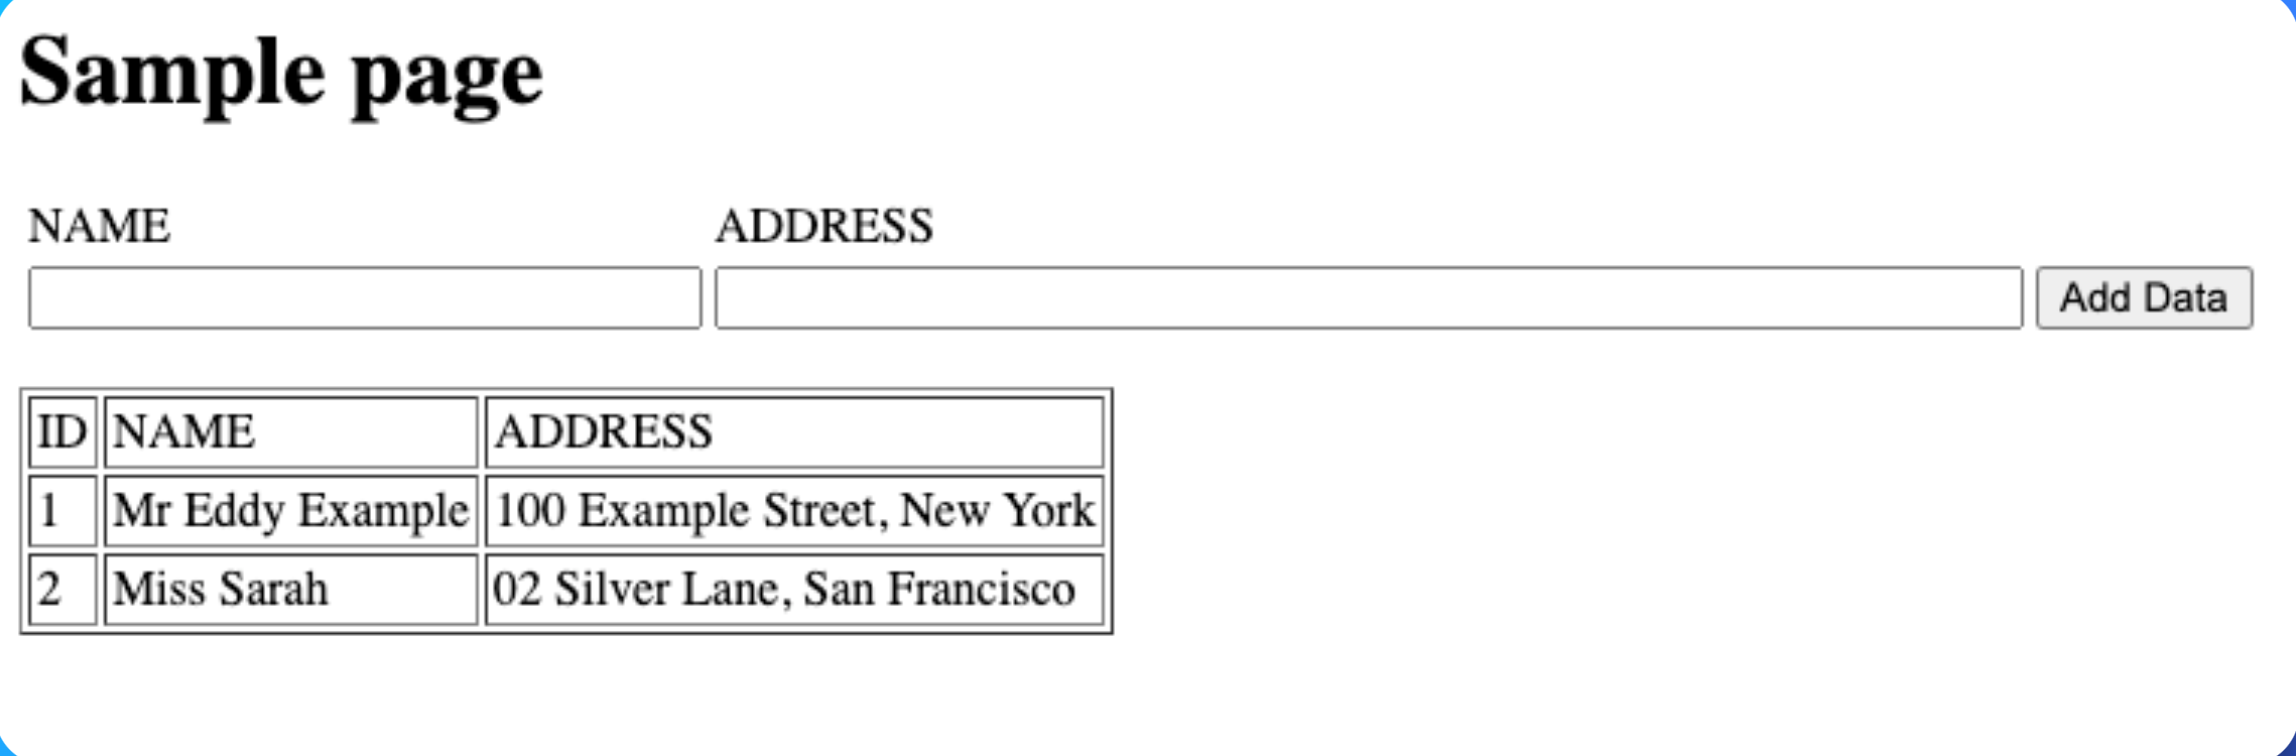 Sample page
NAME ADDRESS
Add Data
ID NAME ADDRESS
1 Mr Eddy Example 100 Example Street, New York
2 Miss Sarah 02 Silver Lane, San Francisco